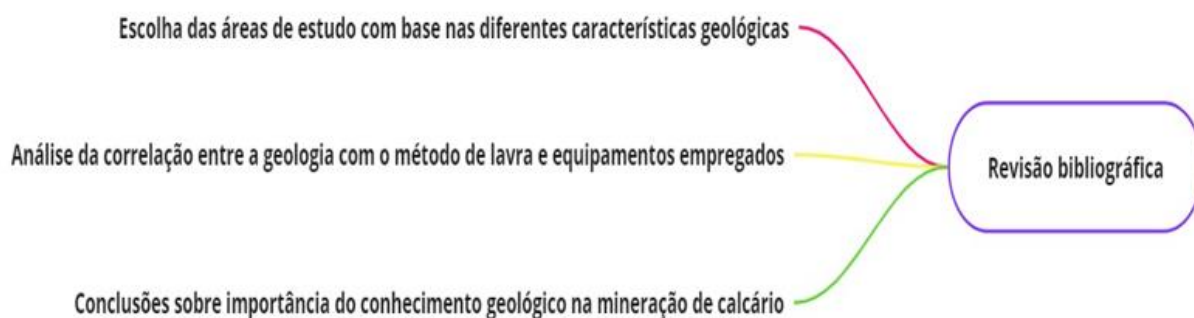 Escolha das áreas de estudo com base nas diferentes características geológicas
Análise da correlação entre a geologia com o método de lavra e equipamentos empregados
Revisão bibliográfica
Conclusões sobre importância do conhecimento geológico na mineração de calcário